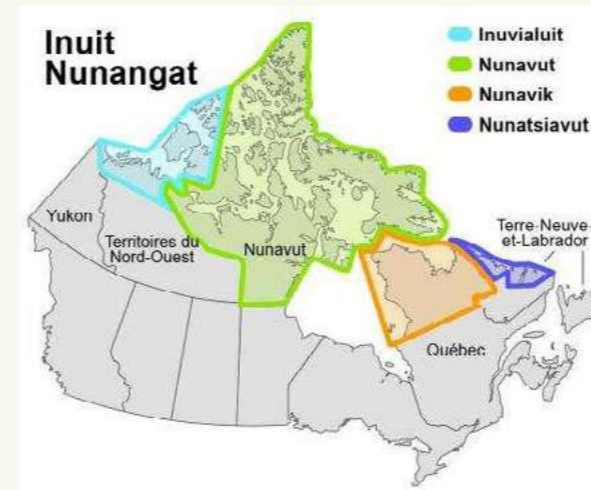 Inuit
Nunangat
Inuvialuit
Nunavut
Nunavik
Nunatsiavut
Yukon
Territoires du
Nord-Ouest
Nunavut
Terre-Neuve-
et-Labrador
Québec